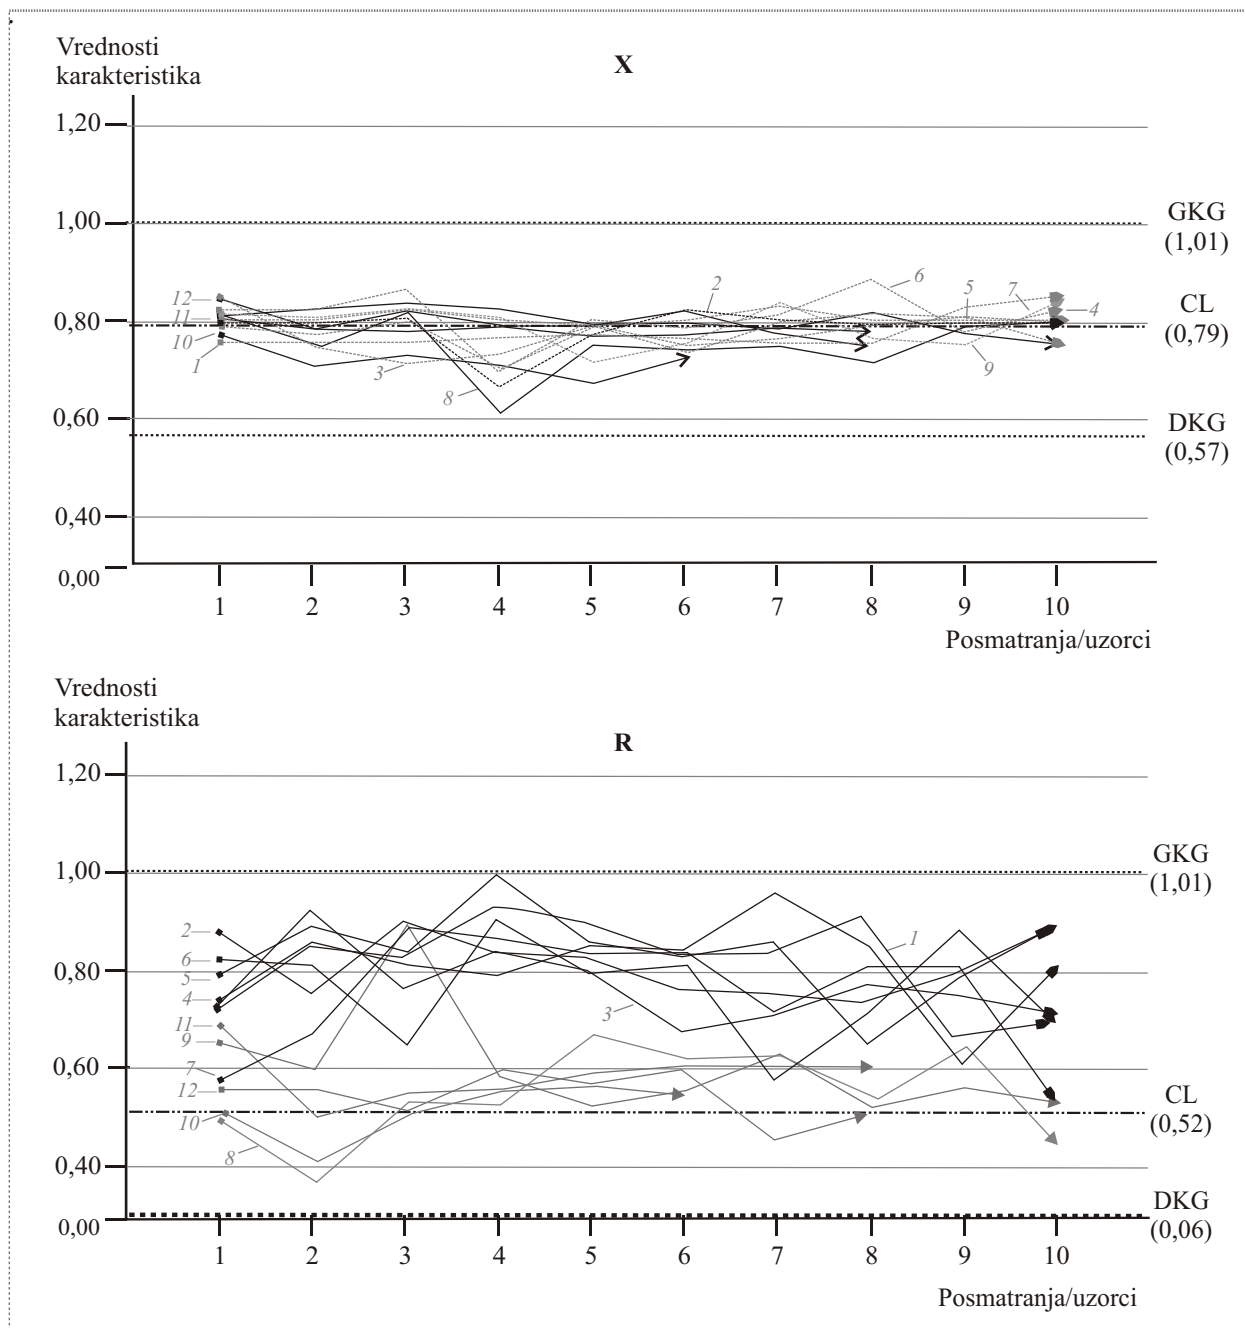 Vrednosti
karakteristika
X
1,20
1,00
GKG
(1,01)
0,80
CL
(0,79)
0,60
DKG
(0,57)
0,40
0,00
12
11
10
1
3
8
2
6
5
7
4
9
1 2 3 4 5 6 7 8 9 10
Posmatranja/uzorci
Vrednosti
karakteristika
R
1,20
1,00
GKG
(1,01)
0,80
0,60
CL
(0,52)
0,40
DKG
(0,06)
0,00
2
6
5
4
11
9
7
12
10
8
3
1
1 2 3 4 5 6 7 8 9 10
Posmatranja/uzorci